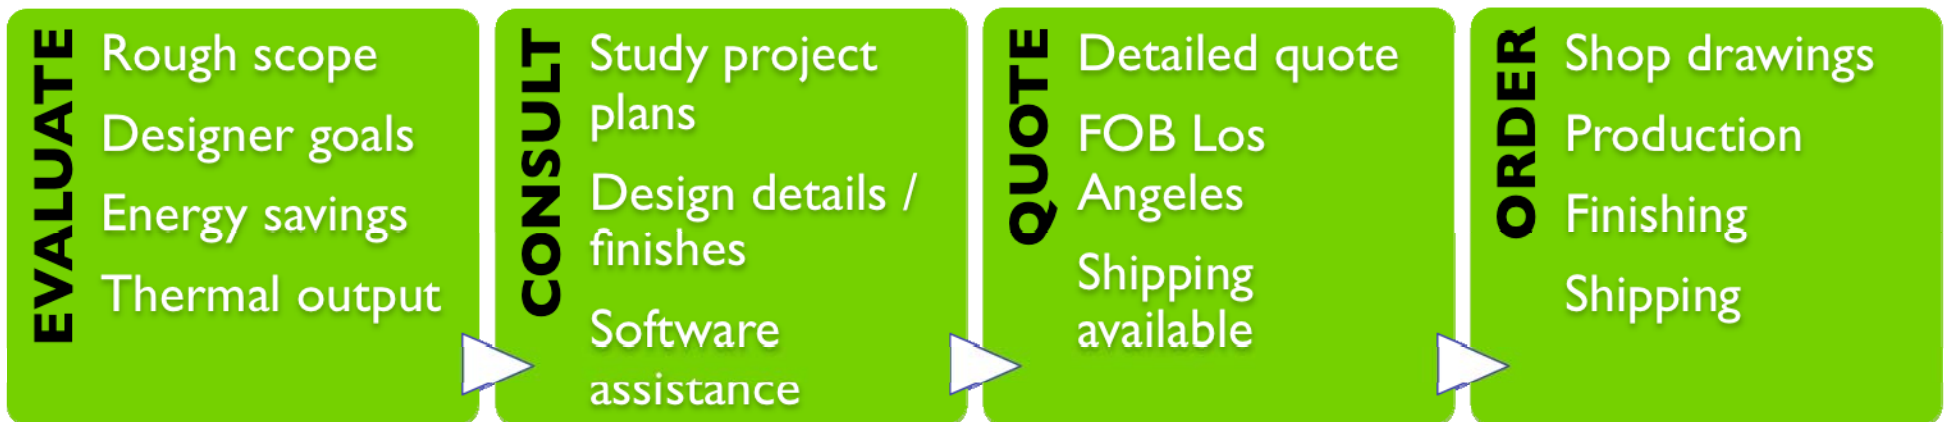 EVALUATE
Rough scope
Designer goals
Energy savings
Thermal output
CONSULT
Study project
plans
Design details /
finishes
Software
assistance
QUOTE
Detailed quote
FOB Los
Angeles
Shipping
available
ORDER
Shop drawings
Production
Finishing
Shipping